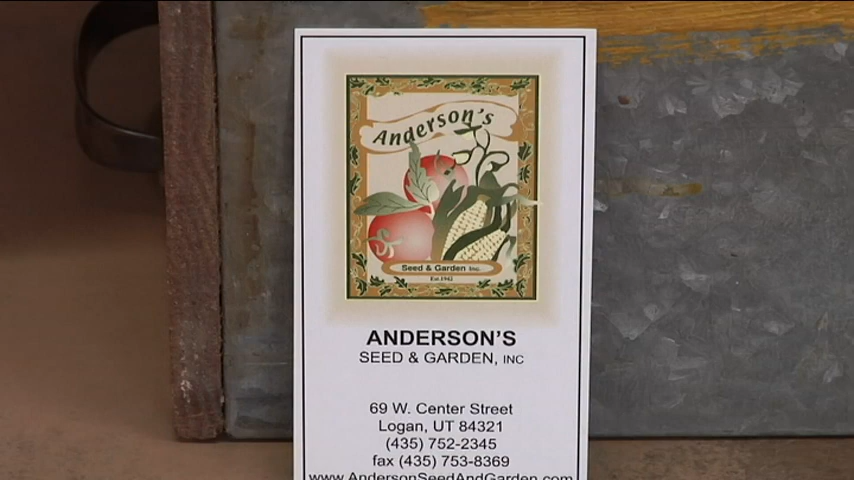 Anderson's
Seed & Garden Inc.
Est.1942
ANDERSON'S
SEED & GARDEN, INC
69 W. Center Street
Logan, UT 84321
(435) 752-2345
fax (435) 753-8369
www.AndersonSeedAndGarden.com